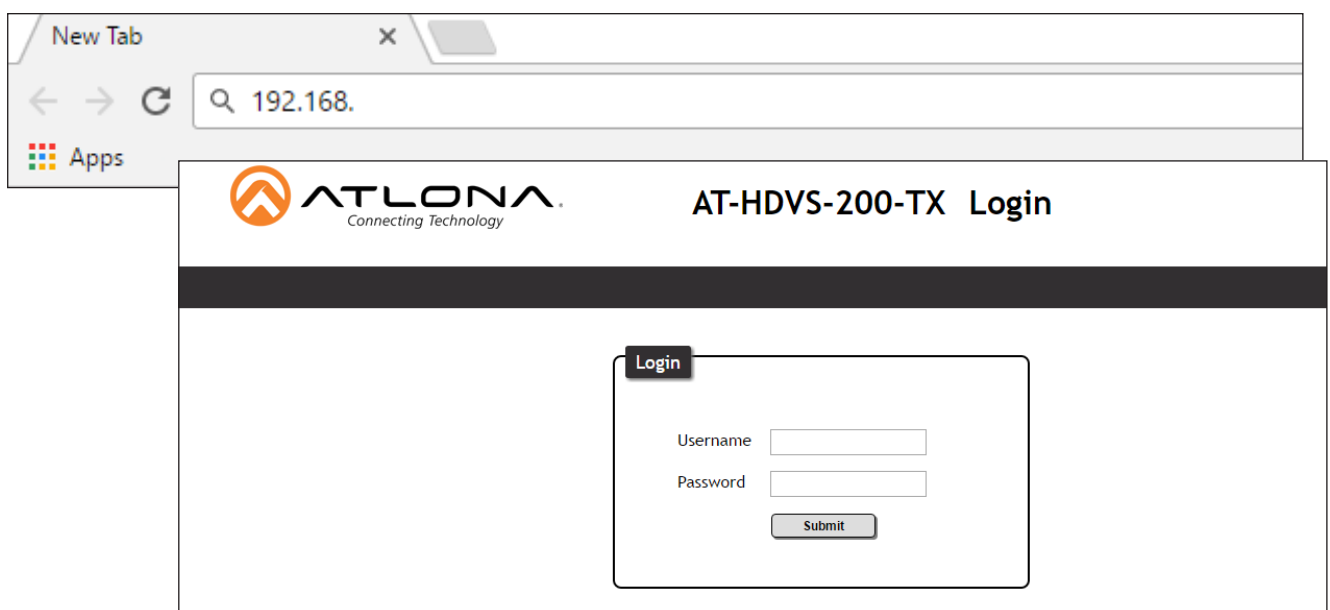 New Tab
192.168.
Apps
ATLONA.
Connecting Technology
AT-HDVS-200-TX Login
Login
Username
Password
Submit